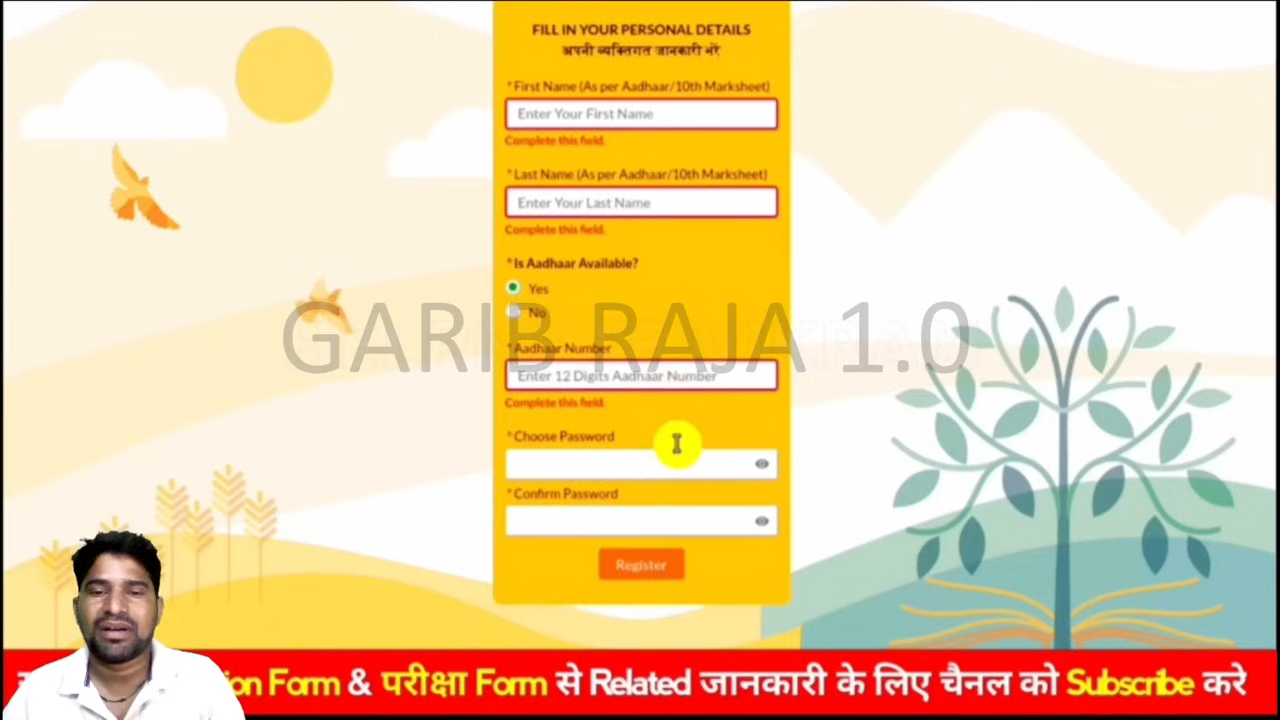 FILL IN YOUR PERSONAL DETAILS
अपनी व्यक्तिगत जानकारी भरें
*First Name (As per Aadhaar/10th Marksheet)
Enter Your First Name
Complete this field.
*Last Name (As per Aadhaar/10th Marksheet)
Enter Your Last Name
Complete this field.
*Is Aadhaar Available?
Yes
No
GARIB RAJA 1.0
*Aadhaar Number
Enter 12 Digits Aadhaar Number
Complete this field.
*Choose Password
*Confirm Password
Register
Form & परीक्षा Form से Related जानकारी के लिए चैनल को Subscribe करे